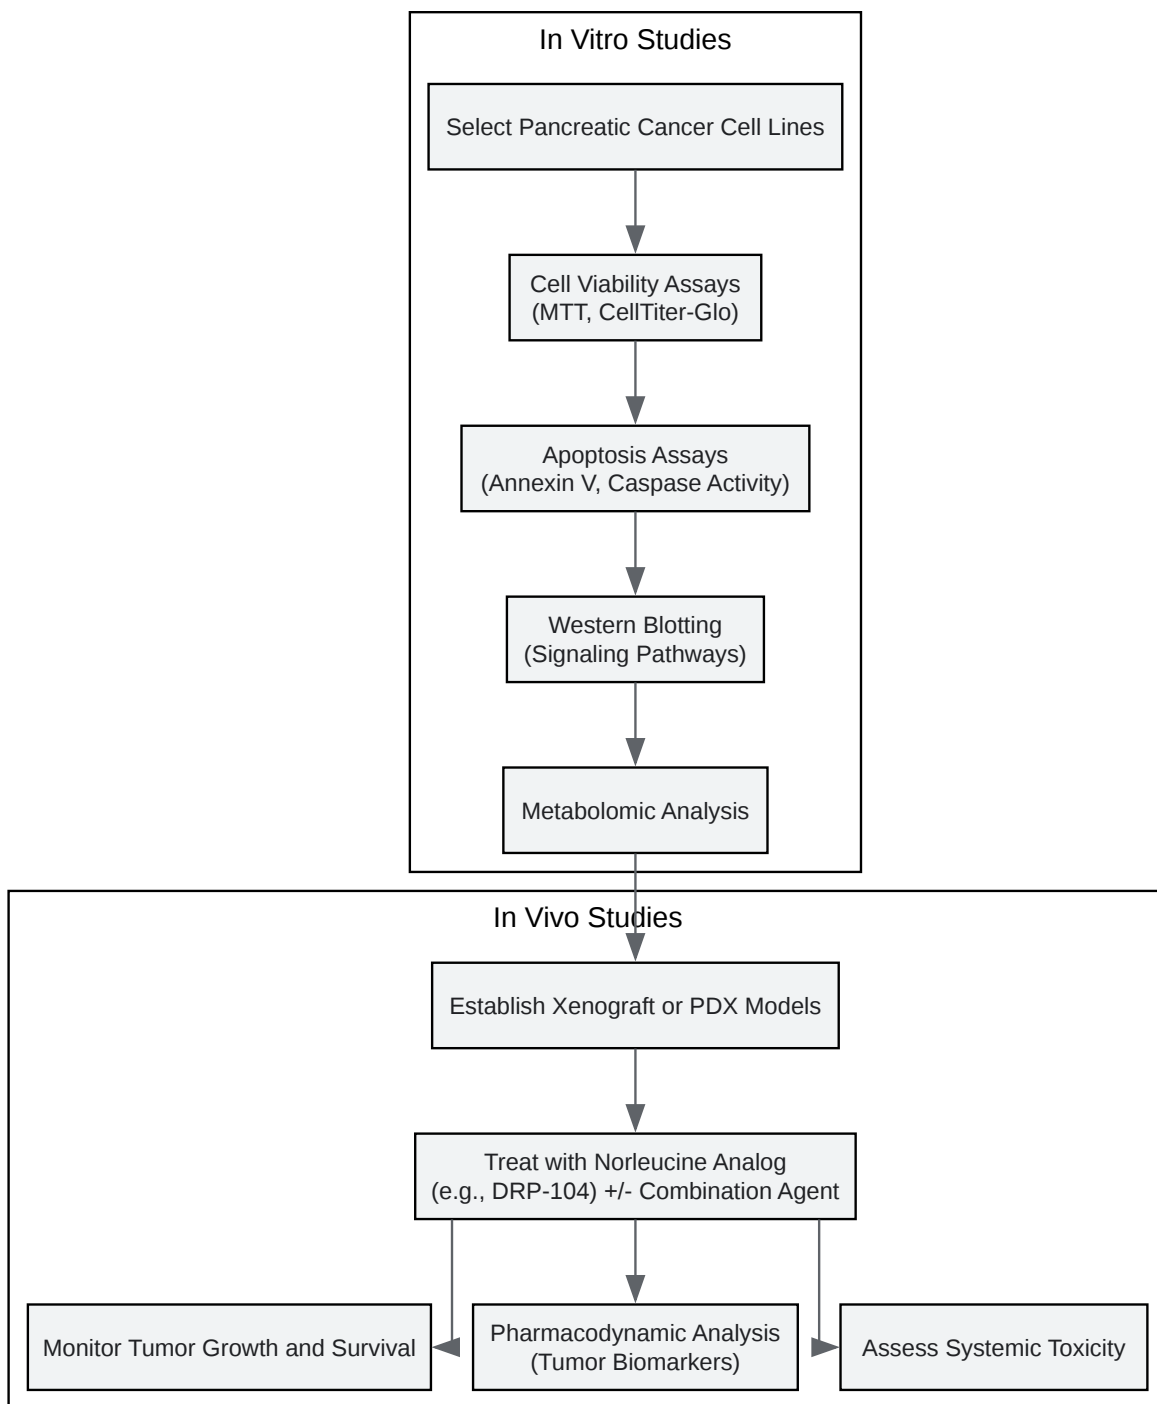 In Vitro Studies
Select Pancreatic Cancer Cell Lines
Cell Viability Assays
(MTT, CellTiter-Glo)
Apoptosis Assays
(Annexin V, Caspase Activity)
Western Blotting
(Signaling Pathways)
Metabolomic Analysis
In Vivo Studies
Establish Xenograft or PDX Models
Treat with Norleucine Analog
(e.g., DRP-104) +/- Combination Agent
Monitor Tumor Growth and Survival
Pharmacodynamic Analysis
(Tumor Biomarkers)
Assess Systemic Toxicity